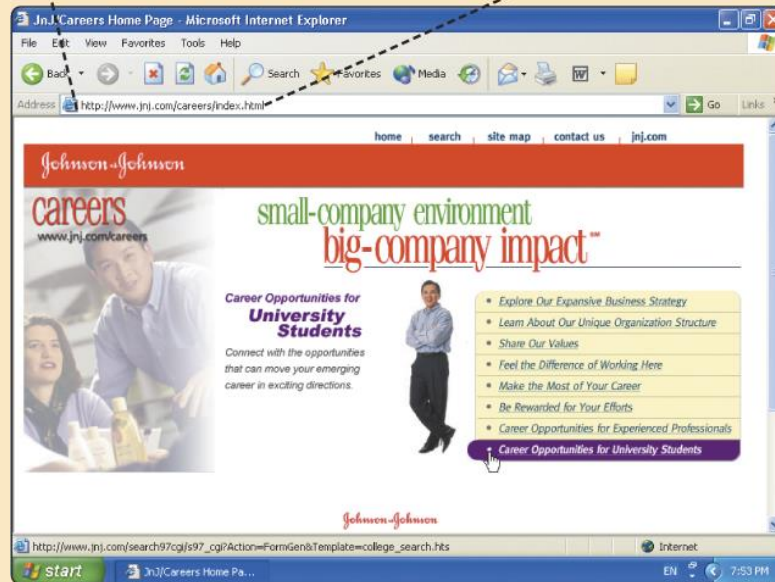 JnJ/Careers Home Page - Microsoft Internet Explorer
File Edit View Favorites Tools Help
Back Search Favorites Media
Address http://www.jnj.com/careers/index.html Go Links
home search site map contact us jnj.com
Johnson & Johnson
careers
www.jnj.com/careers
small-company environment
big-company impact℠
Career Opportunities for
University
Students
Connect with the opportunities
that can move your emerging
career in exciting directions.
• Explore Our Expansive Business Strategy
• Learn About Our Unique Organization Structure
• Share Our Values
• Feel the Difference of Working Here
• Make the Most of Your Career
• Be Rewarded for Your Efforts
• Career Opportunities for Experienced Professionals
• Career Opportunities for University Students
Johnson & Johnson
http://www.jnj.com/search97cgi/s97_cgi?Action=FormGen&Template=college_search.hts Internet
start JnJ/Careers Home Pa... EN 7:53 PM